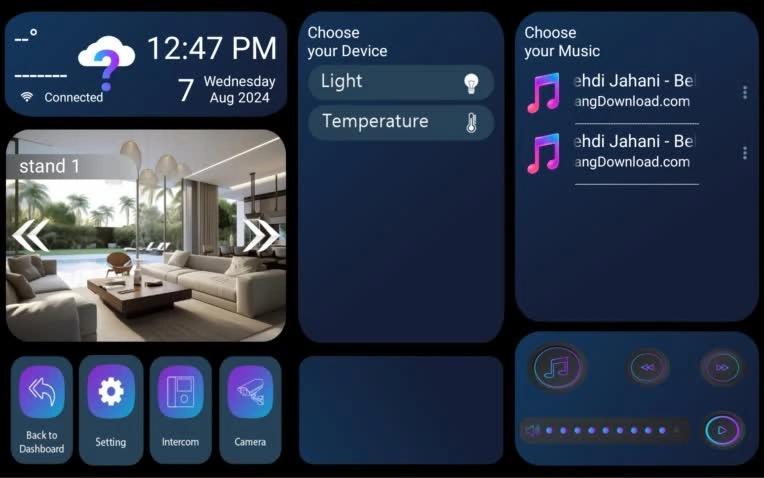 --°
-------
Connected
12:47 PM
7
Wednesday
Aug 2024
stand 1
Back to
Dashboard
Setting
Intercom
Camera
Choose
your Device
Light
Temperature
Choose
your Music
ehdi Jahani - Be
angDownload.com
ehdi Jahani - Be
angDownload.com